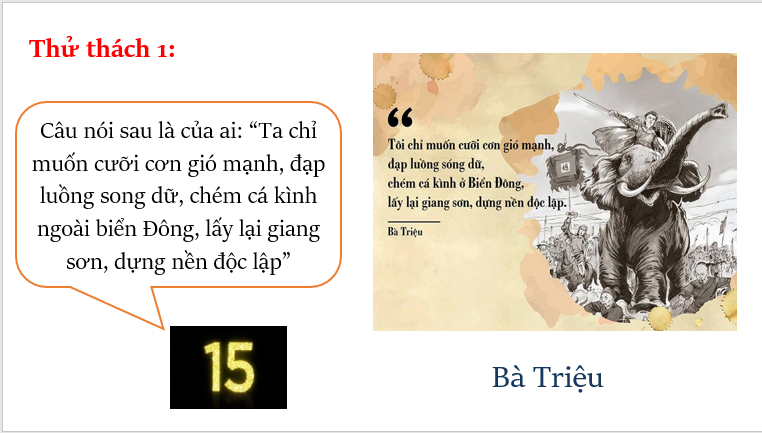 Thử thách 1:
Câu nói sau là của ai: “Ta chỉ
muốn cưỡi cơn gió mạnh, đạp
luồng song dữ, chém cá kình
ngoài biển Đông, lấy lại giang
sơn, dựng nền độc lập”
15
“
Tôi chỉ muốn cưỡi cơn gió mạnh,
đạp luồng sóng dữ,
chém cá kình ở Biển Đông,
lấy lại giang sơn, dựng nền độc lập.
Bà Triệu
Bà Triệu